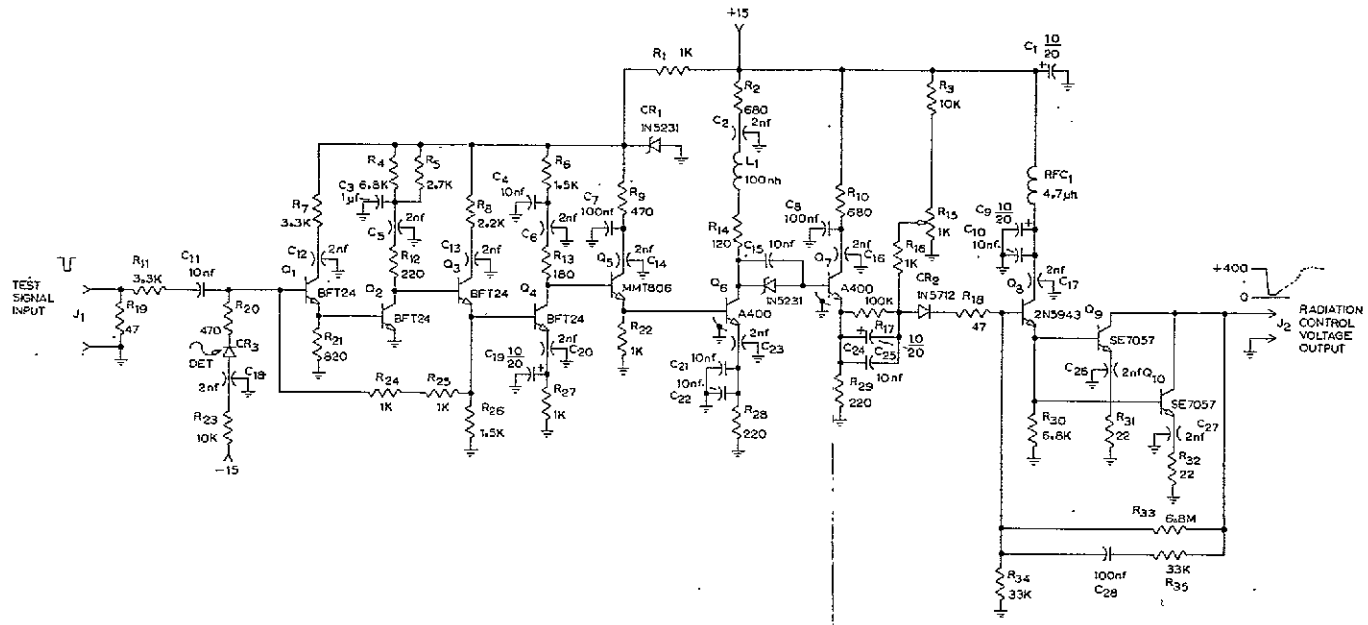 +15
R1 1K
C1 10/20
R2 680
R3 10K
CR1
1N5231
C2 2nf
L1
100nh
RFC1
4.7μh
R4
6.8K
R5
2.7K
R6
1.5K
R7
3.3K
R8
2.2K
R9
470
R10
680
C3
1μf
C4
10nf
C7
100nf
C8
100nf
C9 10/20
C10
10nf
2nf
C5
2nf
C6
R14
120
C15 10nf
R15
1K
R16
1K
C12 2nf
R12
220
C13 2nf
R13
180
2nf
C14
2nf
C16
2nf
C17
TEST
SIGNAL
INPUT
J1
R11
3.3K
C11
10nf
Q1
BFT24
Q2
BFT24
Q3
BFT24
Q4
BFT24
Q5
MMT806
Q6
A400
1N5231
Q7
A400
CR2
1N5712
R18
47
Q3
2N5943
Q9
SE7057
+400
0
J2
RADIATION
CONTROL
VOLTAGE
OUTPUT
R19
47
R20
470
CR3
DET
R21
820
C18
2nf
R22
1K
2nf
C23
100K
R17
C24
C25
10/20
10nf
C26
2nf
Q10
SE7057
C19 10/20
2nf
C20
C21 10nf
10nf
C22
R23
10K
-15
R24
1K
R25
1K
R26
1.5K
R27
1K
R28
220
R29
220
R30
6.8K
R31
22
C27
2nf
R32
22
R33
6.8M
R34
33K
100nf
C28
33K
R35